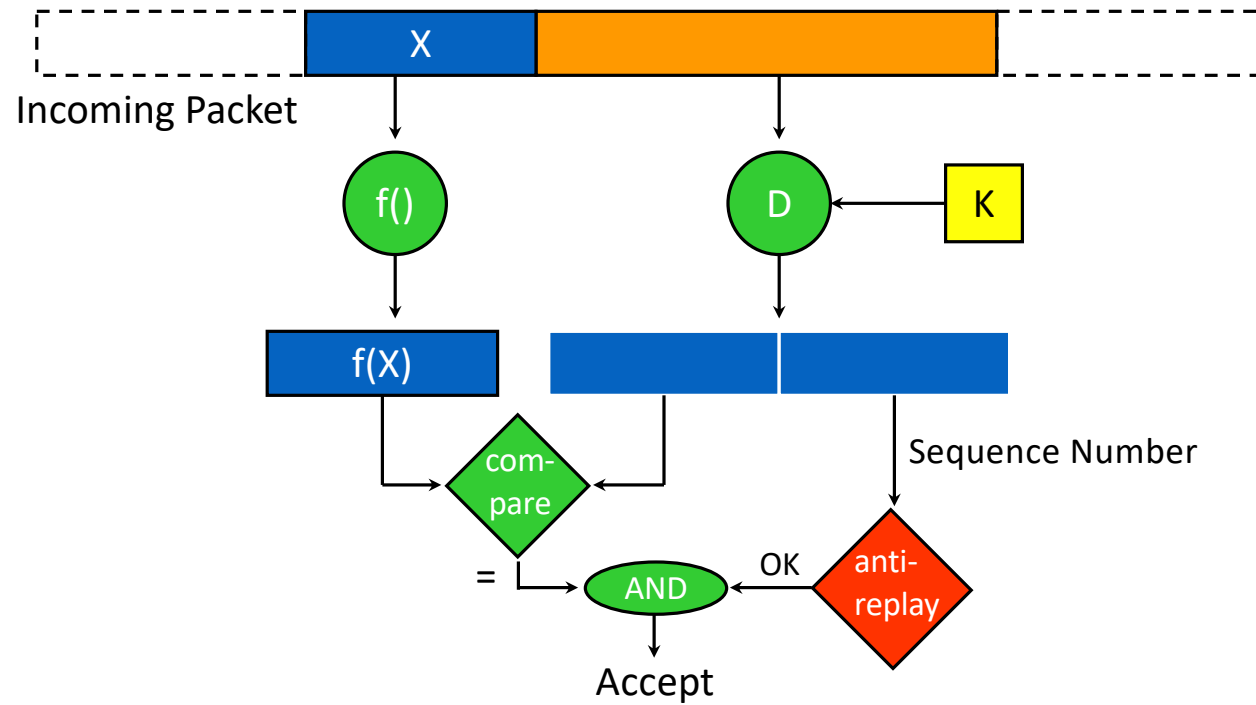 X
Incoming Packet
f()
D
K
f(X)
Sequence Number
com-
pare
=
AND
OK
anti-
replay
Accept